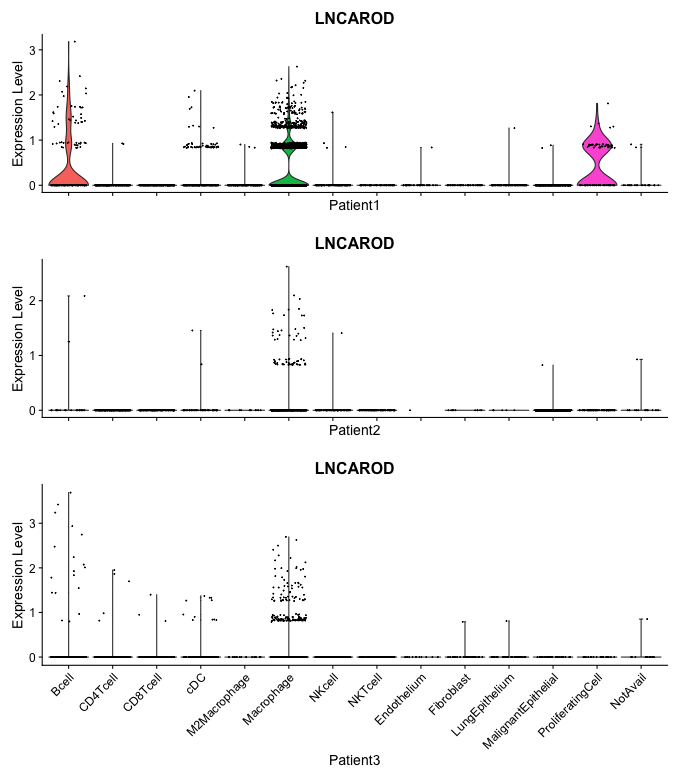 LNCAROD
Expression Level
3
2
1
0
Patient1
LNCAROD
Expression Level
2
1
0
Patient2
LNCAROD
Expression Level
3
2
1
0
Bcell
CD4Tcell
CD8Tcell
cDC
M2Macrophage
Macrophage
NKcell
NKTcell
Endothelium
Fibroblast
LungEpithelium
MalignantEpithelial
ProliferatingCell
NotAvail
Patient3